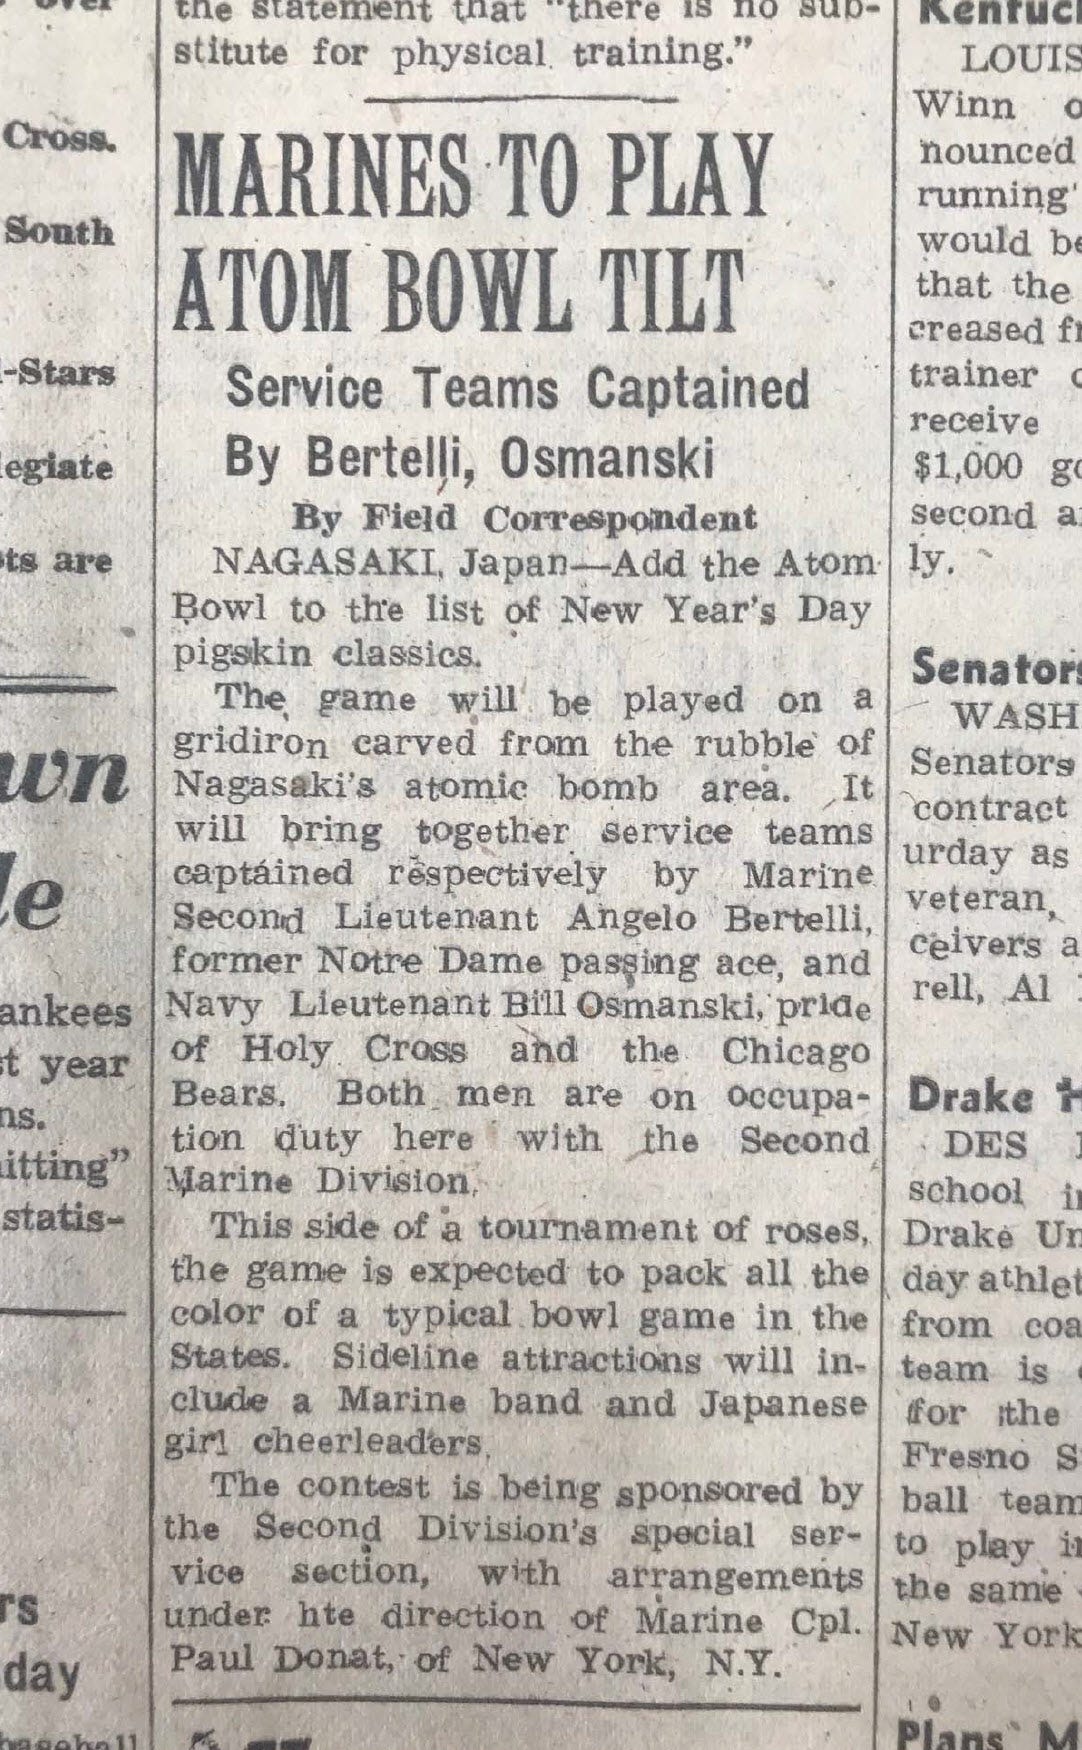 the statement that "there is no sub-
stitute for physical training."
MARINES TO PLAY
ATOM BOWL TILT
Service Teams Captained
By Bertelli, Osmanski
By Field Correspondent
NAGASAKI, Japan—Add the Atom
Bowl to the list of New Year's Day
pigskin classics.
The game will be played on a
gridiron carved from the rubble of
Nagasaki's atomic bomb area. It
will bring together service teams
captained respectively by Marine
Second Lieutenant Angelo Bertelli,
former Notre Dame passing ace, and
Navy Lieutenant Bill Osmanski, pride
of Holy Cross and the Chicago
Bears. Both men are on occupa-
tion duty here with the Second
Marine Division.
This side of a tournament of roses,
the game is expected to pack all the
color of a typical bowl game in the
States. Sideline attractions will in-
clude a Marine band and Japanese
girl cheerleaders.
The contest is being sponsored by
the Second Division's special ser-
vice section, with arrangements
under hte direction of Marine Cpl.
Paul Donat, of New York, N.Y.
Cross.
South
-Stars
egiate
ts are
wn
le
ankees
t year
ns.
itting"
statis-
rs
day
baseball
LOUIS
Winn o
nounced
running
would be
that the
creased fr
trainer c
receive
$1,000 go
second a
ly.
Senators
WASH
Senators
contract
urday as
veteran,
ceivers a
rell, Al
Drake H
DES
school in
Drake Un
day athlet
from coa
team is
for the
Fresno S
ball team
to play in
the same
New York
Plans M